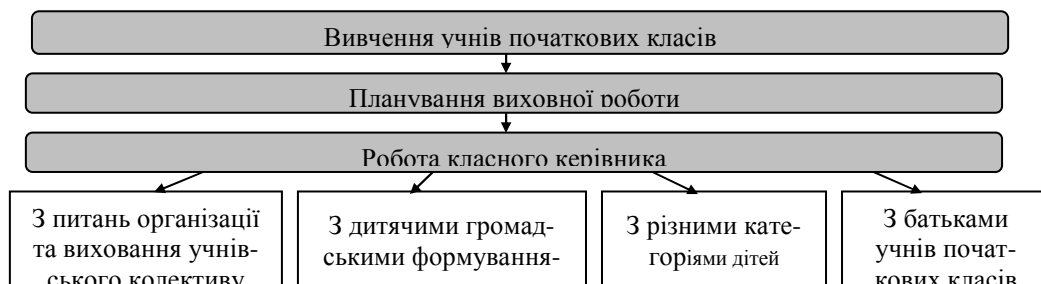 Вивчення учнів початкових класів
Планування виховної роботи
Робота класного керівника
З питань організації
та виховання учнів-
ського колективу
З дитячими громад-
ськими формування-
З різними кате-
горіями дітей
З батьками
учнів почат-
кових класів